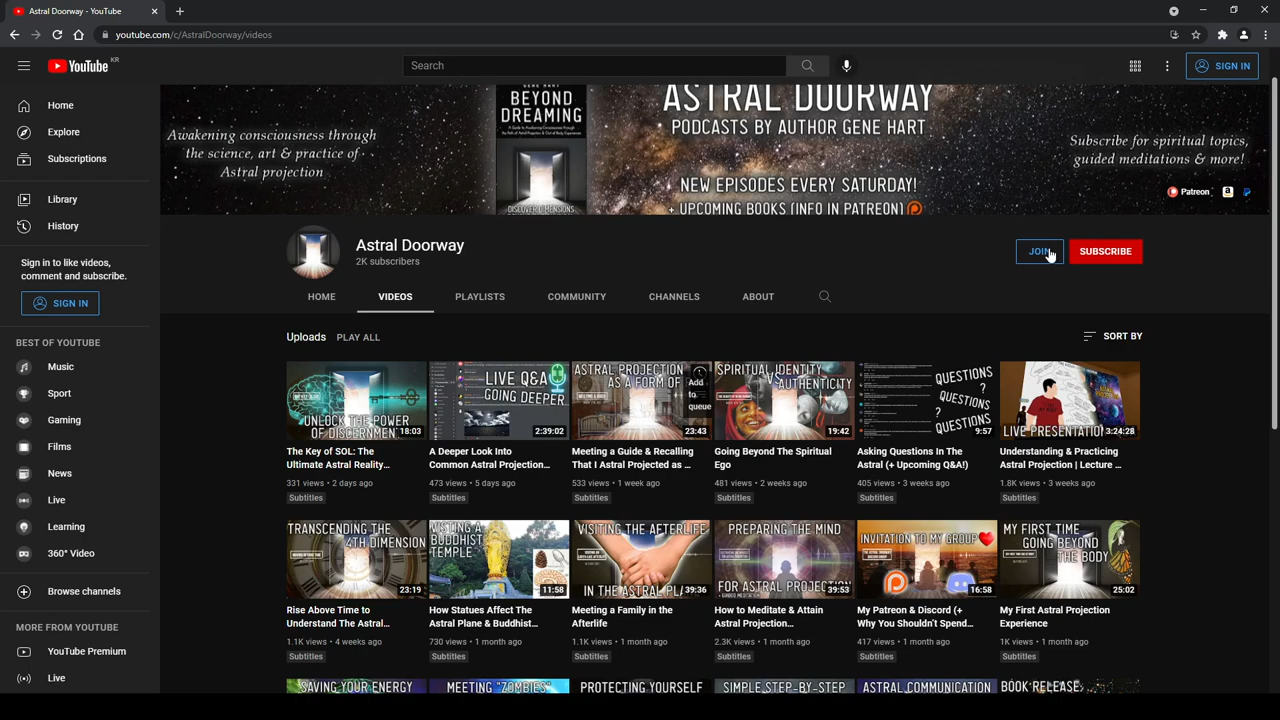 Astral Doorway - YouTube
youtube.com/c/AstralDoorway/videos
YouTube KR
Search
SIGN IN
Home
Explore
Subscriptions
Library
History
Sign in to like videos,
comment and subscribe.
SIGN IN
BEST OF YOUTUBE
Music
Sport
Gaming
Films
News
Live
Learning
360° Video
Browse channels
MORE FROM YOUTUBE
YouTube Premium
Live
Awakening consciousness through
the science, art & practice of
Astral projection
BEYOND
DREAMING
DISCOVER DIMENSIONS
ASTRAL DOORWAY
PODCASTS BY AUTHOR GENE HART
NEW EPISODES EVERY SATURDAY!
+ UPCOMING BOOKS (INFO IN PATREON)
Subscribe for spiritual topics,
guided meditations & more!
Patreon
Astral Doorway
2K subscribers
JOIN
SUBSCRIBE
HOME
VIDEOS
PLAYLISTS
COMMUNITY
CHANNELS
ABOUT
Uploads
PLAY ALL
SORT BY
UNLOCK THE POWER
OF DISCERNMENT
18:03
The Key of SOL: The
Ultimate Astral Reality...
331 views • 2 days ago
Subtitles
LIVE Q&A
GOING DEEPER
2:39:02
A Deeper Look Into
Common Astral Projection...
473 views • 5 days ago
Subtitles
ASTRAL PROJECTION
AS A FORM OF
Add
to
queue
23:43
Meeting a Guide & Recalling
That I Astral Projected as ...
533 views • 1 week ago
Subtitles
SPIRITUAL IDENTITY
VS
AUTHENTICITY
19:42
Going Beyond The Spiritual
Ego
481 views • 2 weeks ago
Subtitles
QUESTIONS
?
QUESTIONS
?
QUESTIONS
9:57
Asking Questions In The
Astral (+ Upcoming Q&A!)
405 views • 3 weeks ago
Subtitles
LIVE PRESENTATION
3:24:28
Understanding & Practicing
Astral Projection | Lecture ...
1.8K • 3 weeks ago
Subtitles
TRANSCENDING THE
4TH DIMENSION
23:19
Rise Above Time to
Understand The Astral...
1.1K views • 4 weeks ago
Subtitles
VISTING A
BUDDHIST
TEMPLE
11:58
How Statues Affect The
Astral Plane & Buddhist...
730 views • 1 month ago
Subtitles
VISITING THE AFTERLIFE
IN THE ASTRAL PLANE
39:36
Meeting a Family in the
Afterlife
1.1K views • 1 month ago
Subtitles
PREPARING THE MIND
FOR ASTRAL PROJECTION
39:53
How to Meditate & Attain
Astral Projection...
2.3K views • 1 month ago
Subtitles
INVITATION TO MY GROUP
16:58
My Patreon & Discord (+
Why You Shouldn't Spend...
417 views • 1 month ago
Subtitles
MY FIRST TIME
GOING BEYOND
THE BODY
25:02
My First Astral Projection
Experience
1K views • 1 month ago
Subtitles
SAVING YOUR ENERGY
MEETING "ZOMBIES"
PROTECTING YOURSELF
SIMPLE STEP-BY-STEP
ASTRAL COMMUNICATION
BOOK RELEASE: